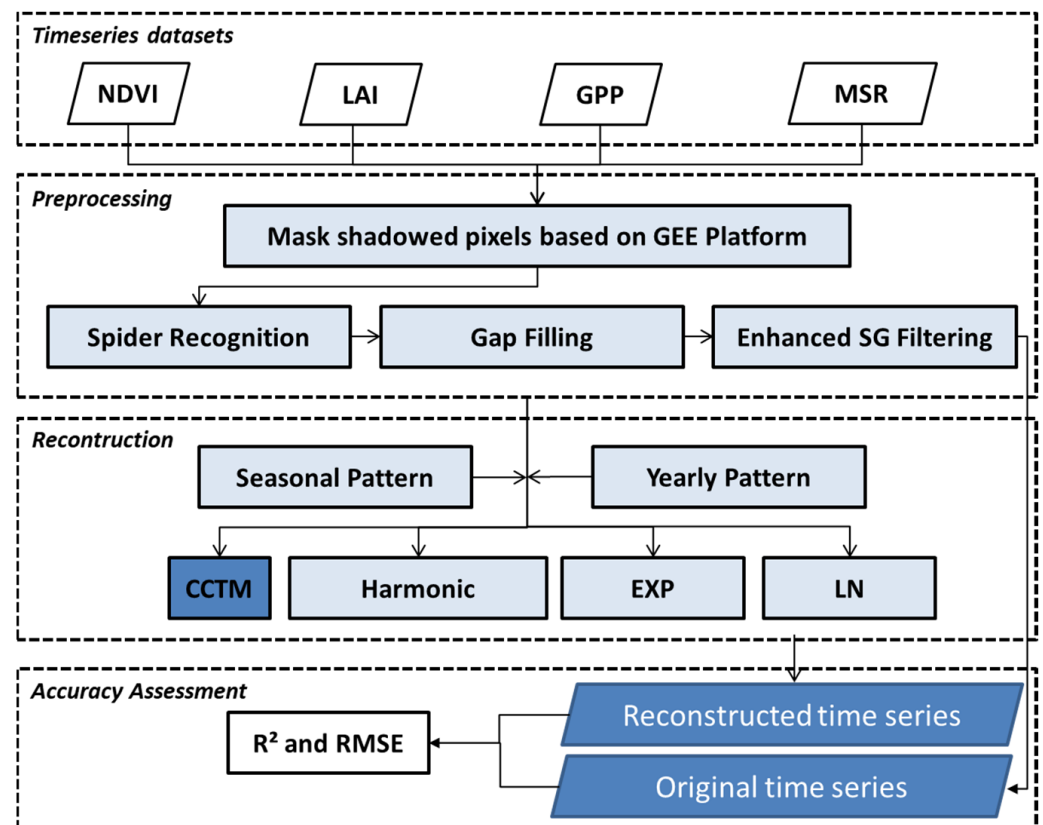 Timeseries datasets
NDVI
LAI
GPP
MSR
Preprocessing
Mask shadowed pixels based on GEE Platform
Spider Recognition
Gap Filling
Enhanced SG Filtering
Recontruction
Seasonal Pattern
Yearly Pattern
CCTM
Harmonic
EXP
LN
Accuracy Assessment
Reconstructed time series
R² and RMSE
Original time series